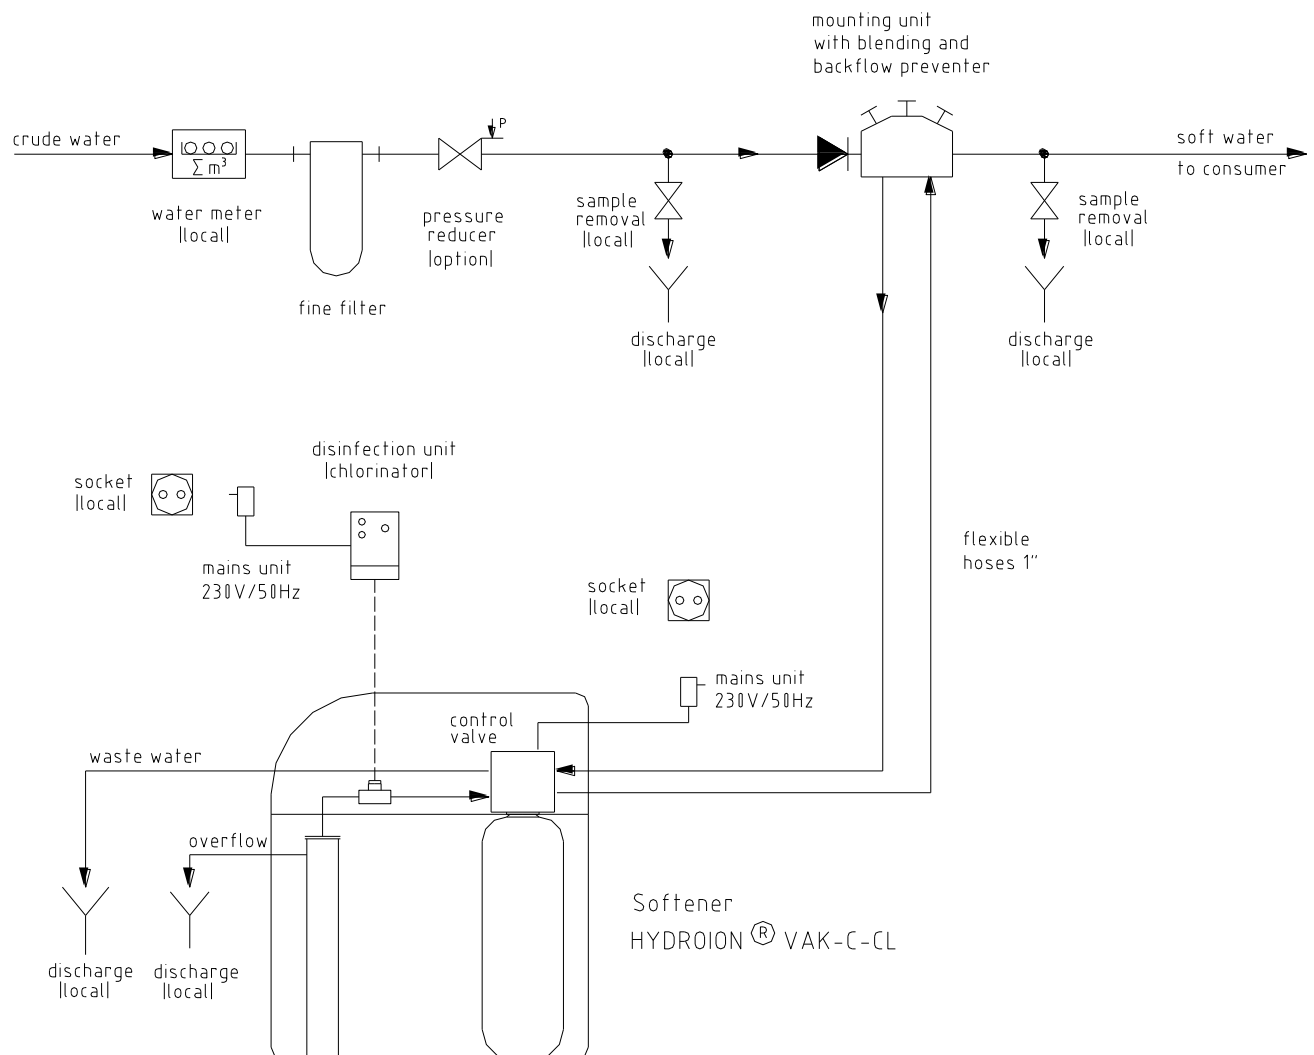 mounting unit
with blending and
backflow preventer
P
crude water
soft water
to consumer
∑ m³
water meter
|local|
pressure
reducer
|option|
sample
removal
|local|
sample
removal
|local|
fine filter
discharge
|local|
discharge
|local|
disinfection unit
|chlorinator|
socket
|local|
mains unit
230V/50Hz
flexible
hoses 1"
socket
|local|
mains unit
230V/50Hz
control
valve
waste water
overflow
Softener
HYDROION ® VAK-C-CL
discharge
|local|
discharge
|local|